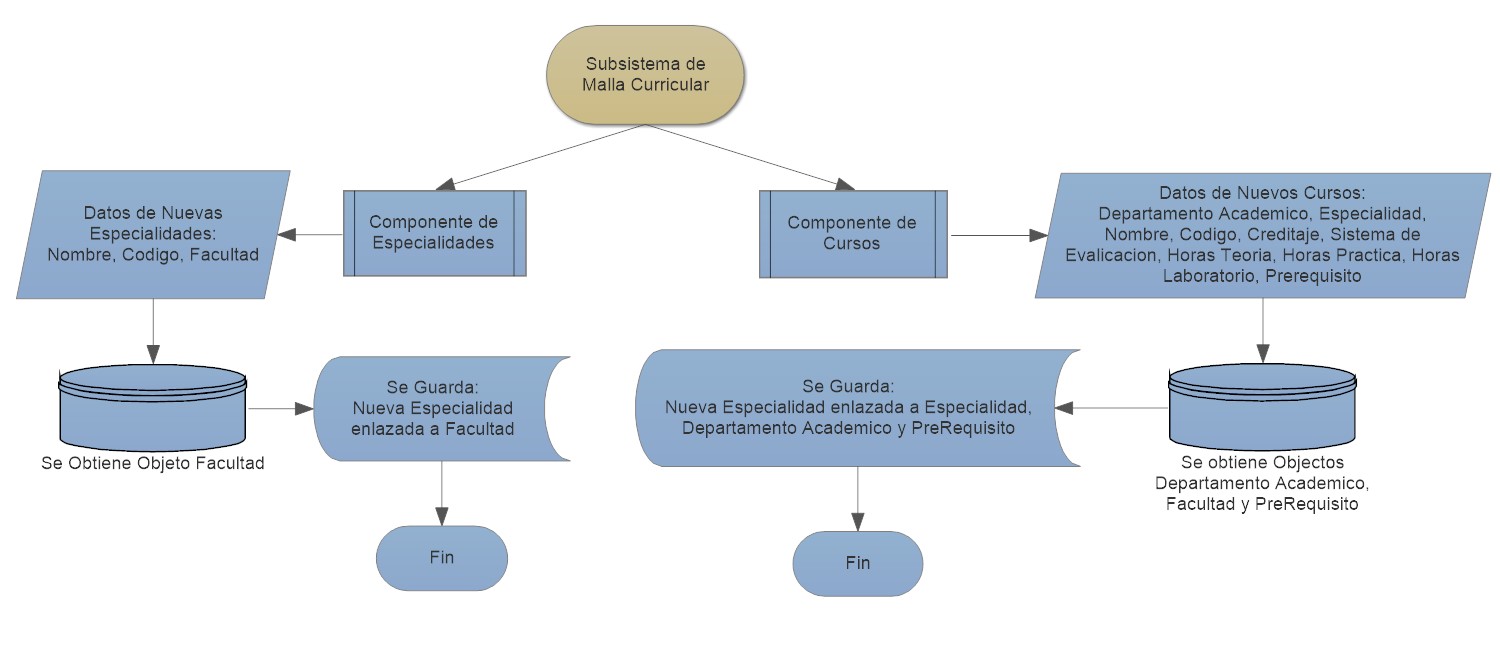 Subsistema de
Malla Curricular
Datos de Nuevas
Especialidades:
Nombre, Codigo, Facultad
Componente de
Especialidades
Componente de
Cursos
Datos de Nuevos Cursos:
Departamento Academico, Especialidad,
Nombre, Codigo, Creditaje, Sistema de
Evalicacion, Horas Teoria, Horas Practica, Horas
Laboratorio, Prerequisito
Se Obtiene Objeto Facultad
Se Guarda:
Nueva Especialidad
enlazada a Facultad
Se Guarda:
Nueva Especialidad enlazada a Especialidad,
Departamento Academico y PreRequisito
Se obtiene Objectos
Departamento Academico,
Facultad y PreRequisito
Fin
Fin